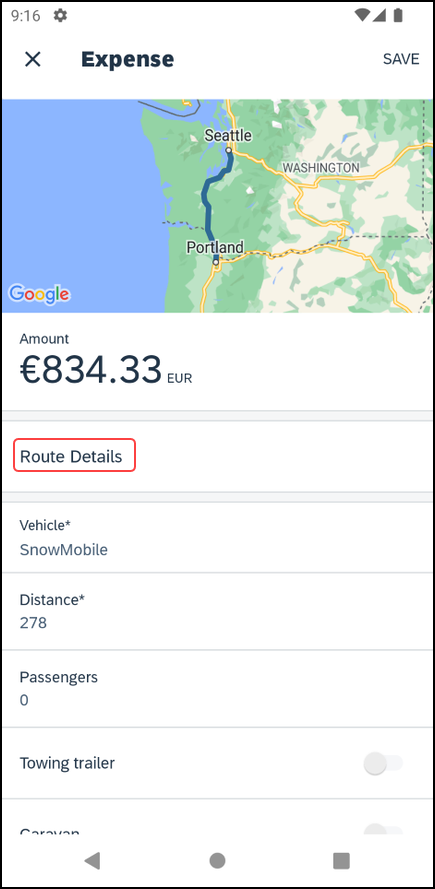 9:16
Expense
SAVE
Seattle
WASHINGTON
Portland
Google
Amount
€834.33 EUR
Route Details
Vehicle*
SnowMobile
Distance*
278
Passengers
0
Towing trailer
Caravan